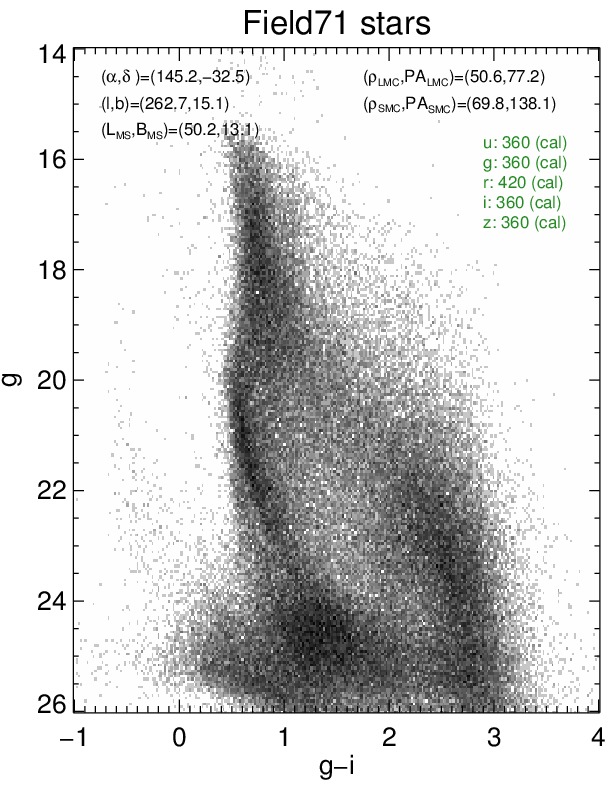 Field71 stars
(α,δ )=(145.2,−32.5)
(ρLMC,PALMC)=(50.6,77.2)
(l,b)=(262,7,15.1)
(ρSMC,PASMC)=(69.8,138.1)
(LMS,BMS)=(50.2,13.1)
u: 360 (cal)
g: 360 (cal)
r: 420 (cal)
i: 360 (cal)
z: 360 (cal)
14
16
18
20
22
24
26
g
−1 0 1 2 3 4
g−i